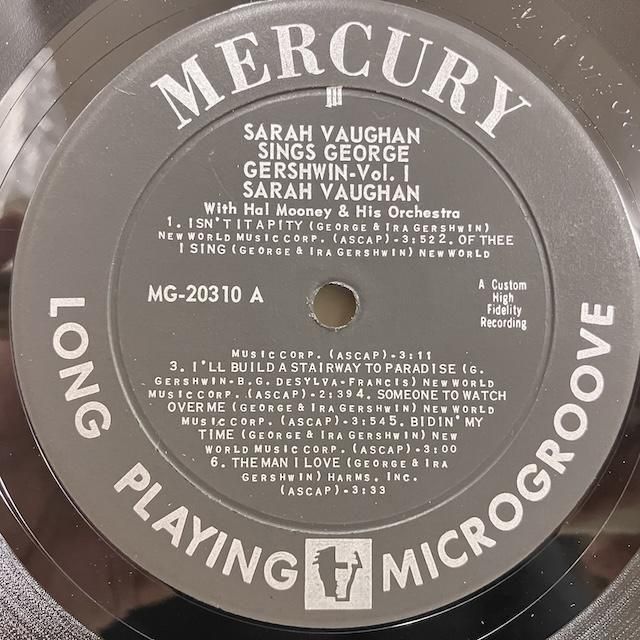 MERCURY
SARAH VAUGHAN
SINGS GEORGE
GERSHWIN-Vol. 1
SARAH VAUGHAN
With Hal Mooney & His Orchestra
1. ISN'T IT A PITY (GEORGE & IRA GERSHWIN)
NEW WORLD MUSIC CORP. (ASCAP)-3:52 2. OF THEE
I SING (GEORGE & IRA GERSHWIN) NEW WORLD
MG-20310 A
A Custom
High
Fidelity
Recording
MUSIC CORP. (ASCAP)-3:11
3. I'LL BUILD A STAIRWAY TO PARADISE (G.
GERSHWIN-B.G. DESYLVA-FRANCIS) NEW WORLD
MUSIC CORP. (ASCAP)-2:39 4. SOMEONE TO WATCH
OVER ME (GEORGE & IRA GERSHWIN) NEW WORLD
MUSIC CORP. (ASCAP)-3:54 5. BIDIN' MY
TIME (GEORGE & IRA GERSHWIN) NEW
WORLD MUSIC CORP. (ASCAP)-3:00
6. THE MAN I LOVE (GEORGE & IRA
GERSHWIN) HARMS, INC.
(ASCAP)-3:33
LONG PLAYING MICROGROOVE